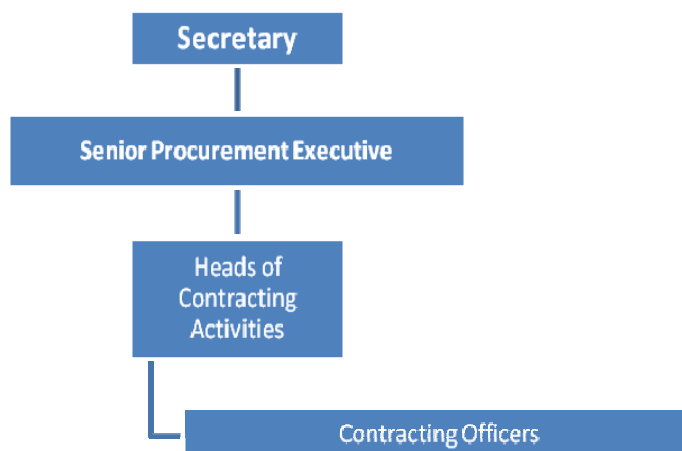 Secretary
Senior Procurement Executive
Heads of
Contracting
Activities
Contracting Officers